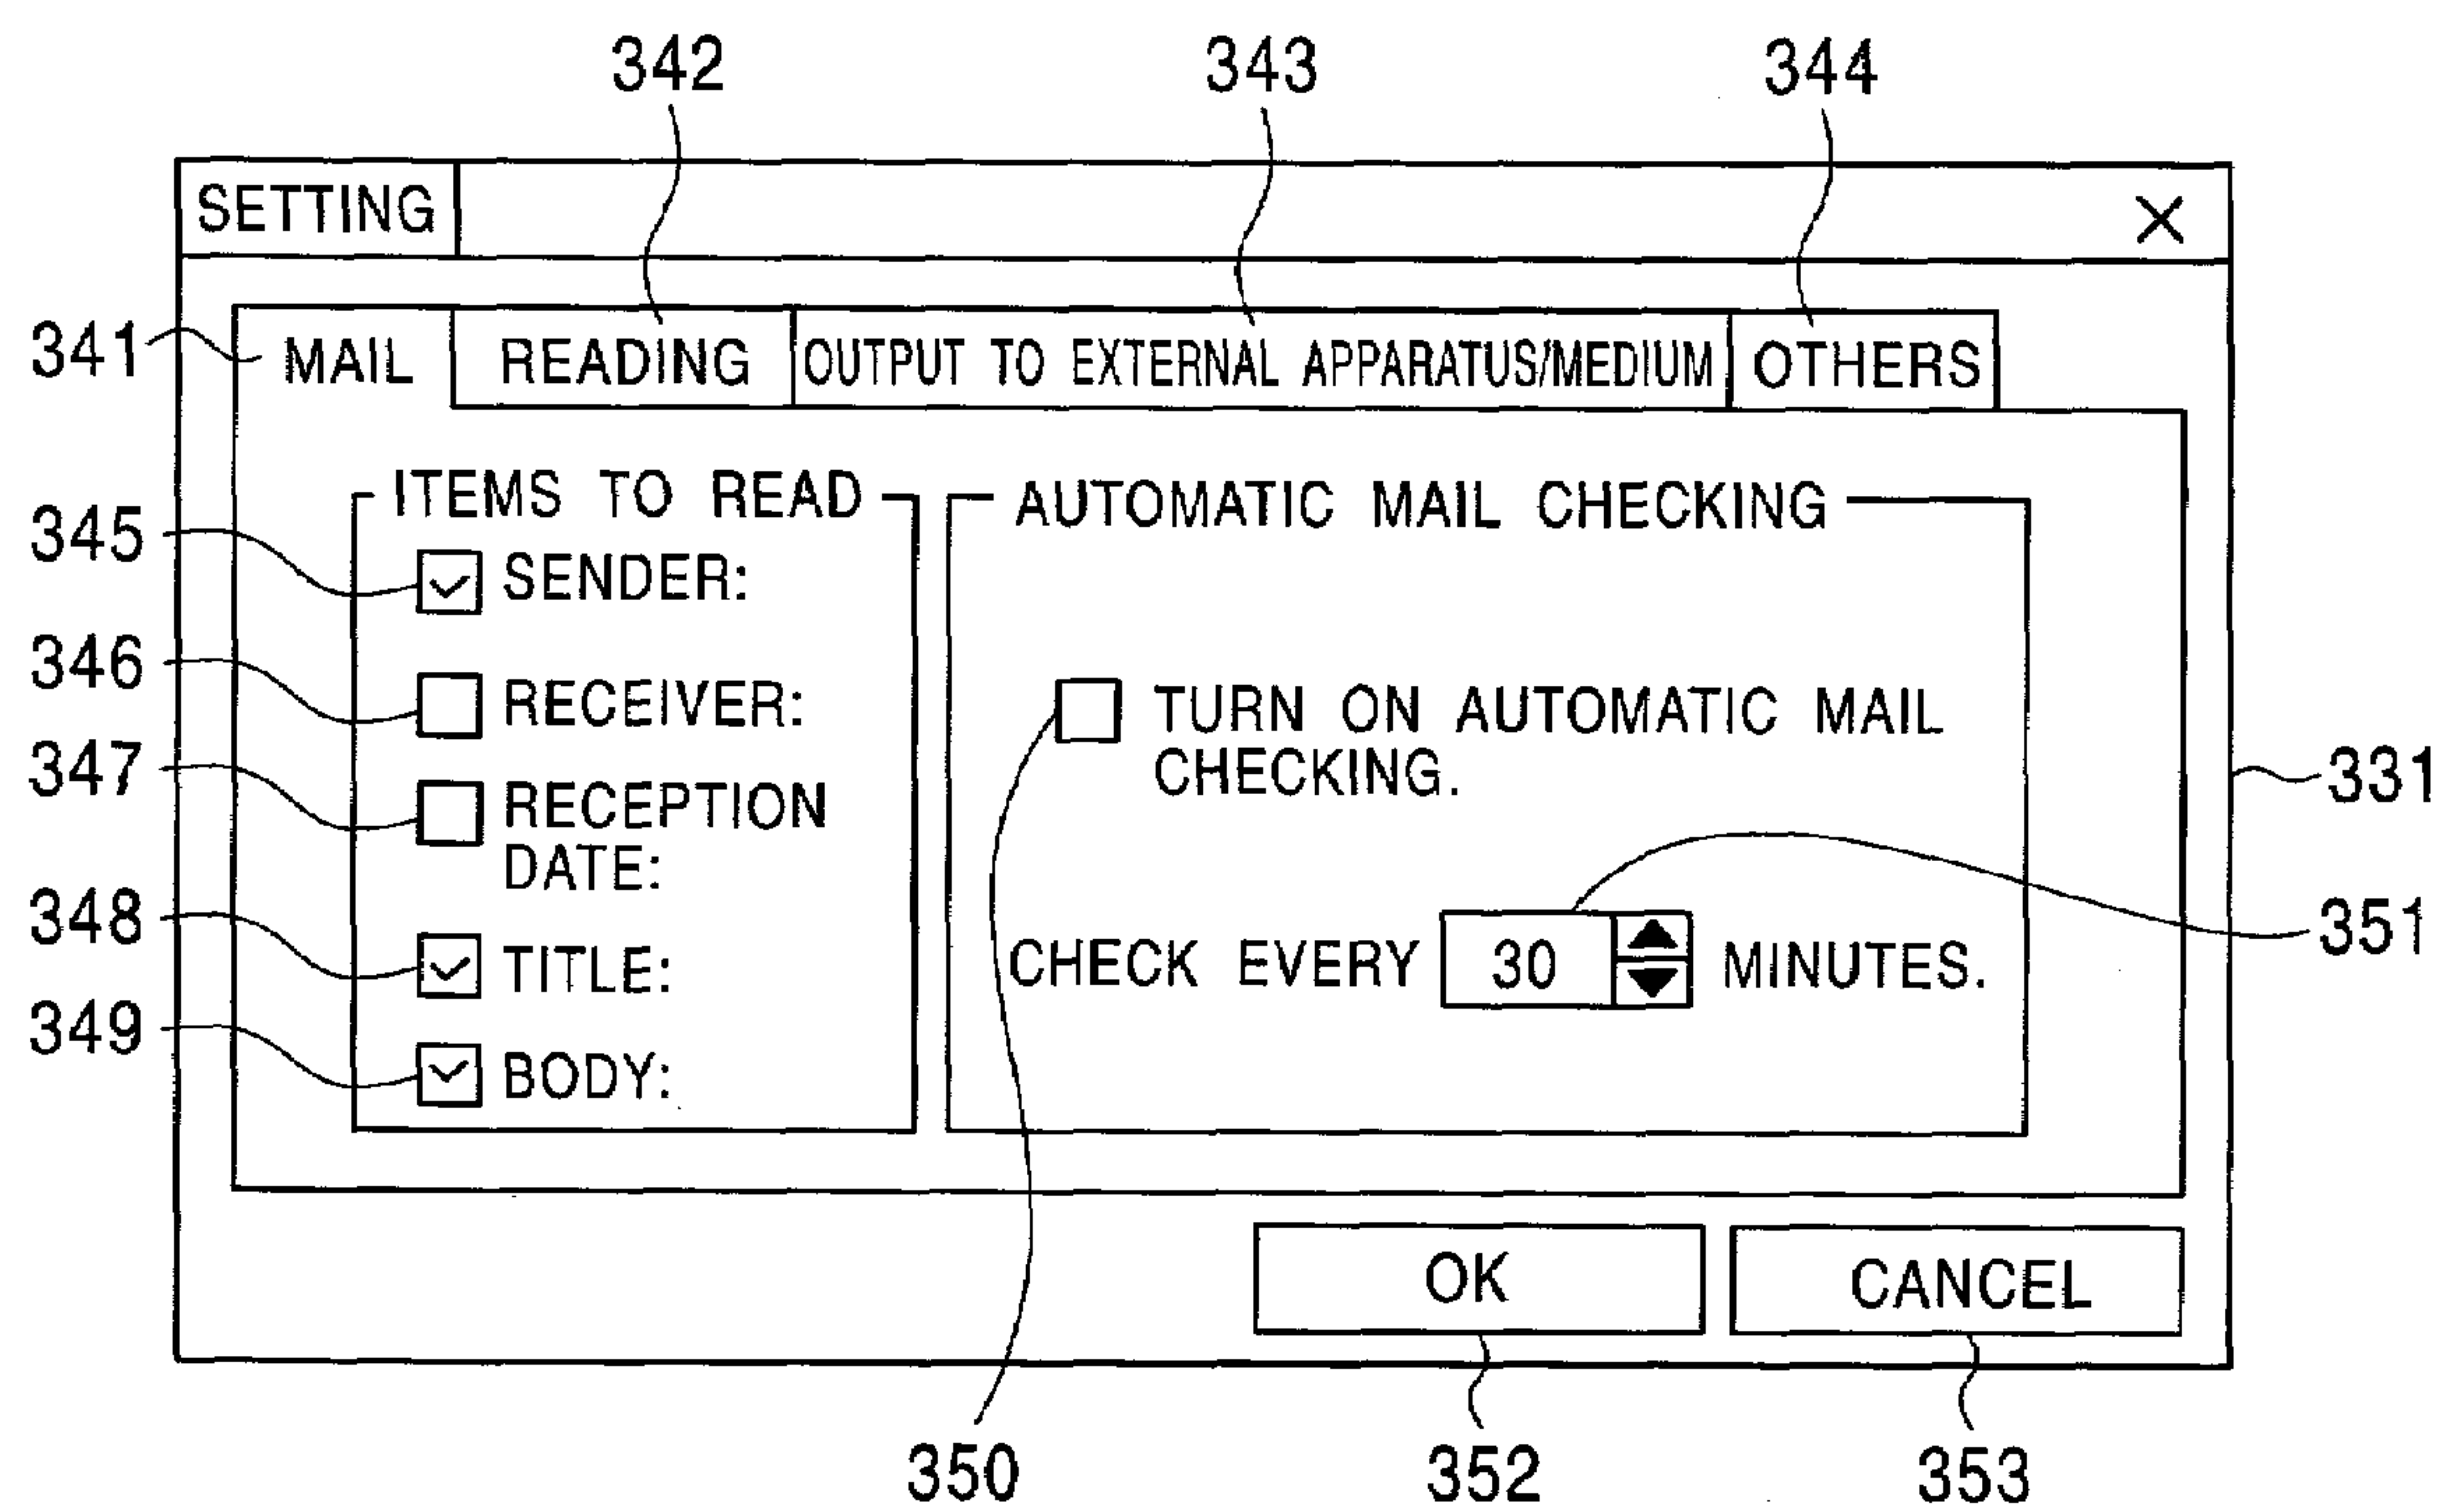 342 343 344
SETTING ×
341 MAIL READING OUTPUT TO EXTERNAL APPARATUS/MEDIUM OTHERS
ITEMS TO READ
345 SENDER:
346 RECEIVER:
347 RECEPTION
DATE:
348 TITLE:
349 BODY:
AUTOMATIC MAIL CHECKING
TURN ON AUTOMATIC MAIL
CHECKING.
331
CHECK EVERY 30 MINUTES.
351
OK CANCEL
350 352 353